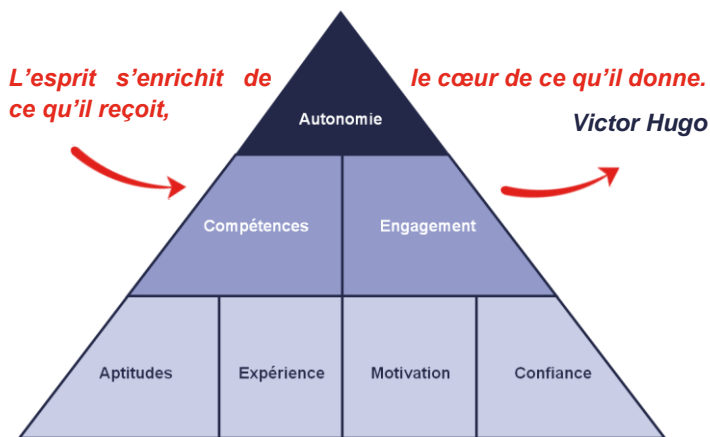 L’esprit s’enrichit de
ce qu’il reçoit,
le cœur de ce qu’il donne.
Victor Hugo
Autonomie
Compétences
Engagement
Aptitudes
Expérience
Motivation
Confiance